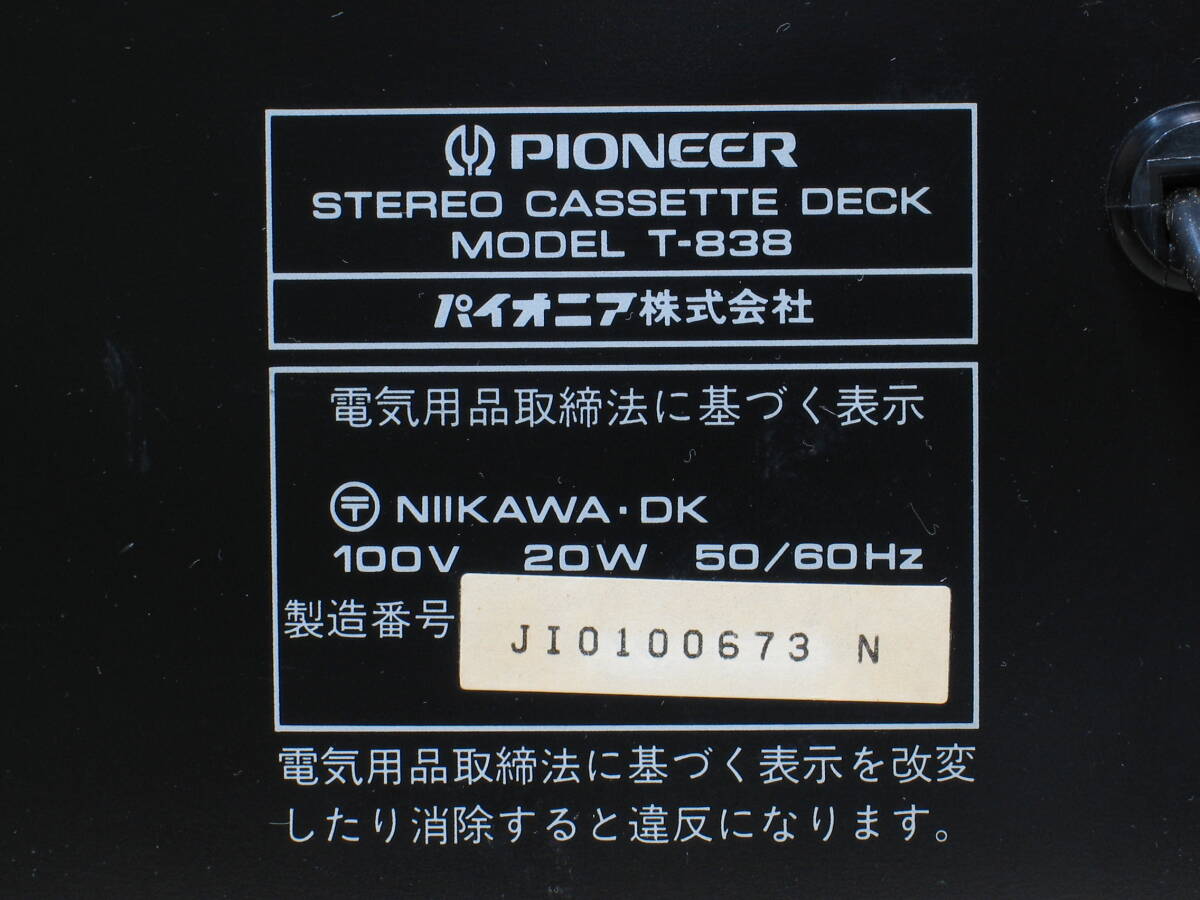 PIONEER
STEREO CASSETTE DECK
MODEL T-838
パイオニア株式会社
電気用品取締法に基づく表示
〒 NIIKAWA·DK
100V 20W 50/60Hz
製造番号 JI0100673 N
電気用品取締法に基づく表示を改変
したり消除すると違反になります。